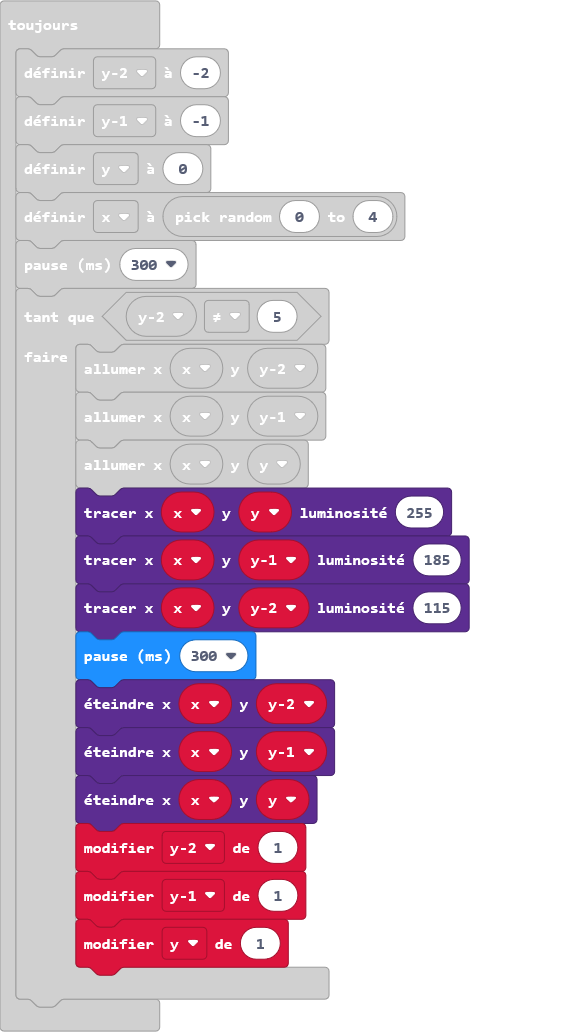 toujours
définir y-2 à -2
définir y-1 à -1
définir y à 0
définir x à pick random 0 to 4
pause (ms) 300
tant que y-2 ≠ 5
faire
allumer x x y y-2
allumer x x y y-1
allumer x x y y
tracer x x y y luminosité 255
tracer x x y y-1 luminosité 185
tracer x x y y-2 luminosité 115
pause (ms) 300
éteindre x x y y-2
éteindre x x y y-1
éteindre x x y y
modifier y-2 de 1
modifier y-1 de 1
modifier y de 1